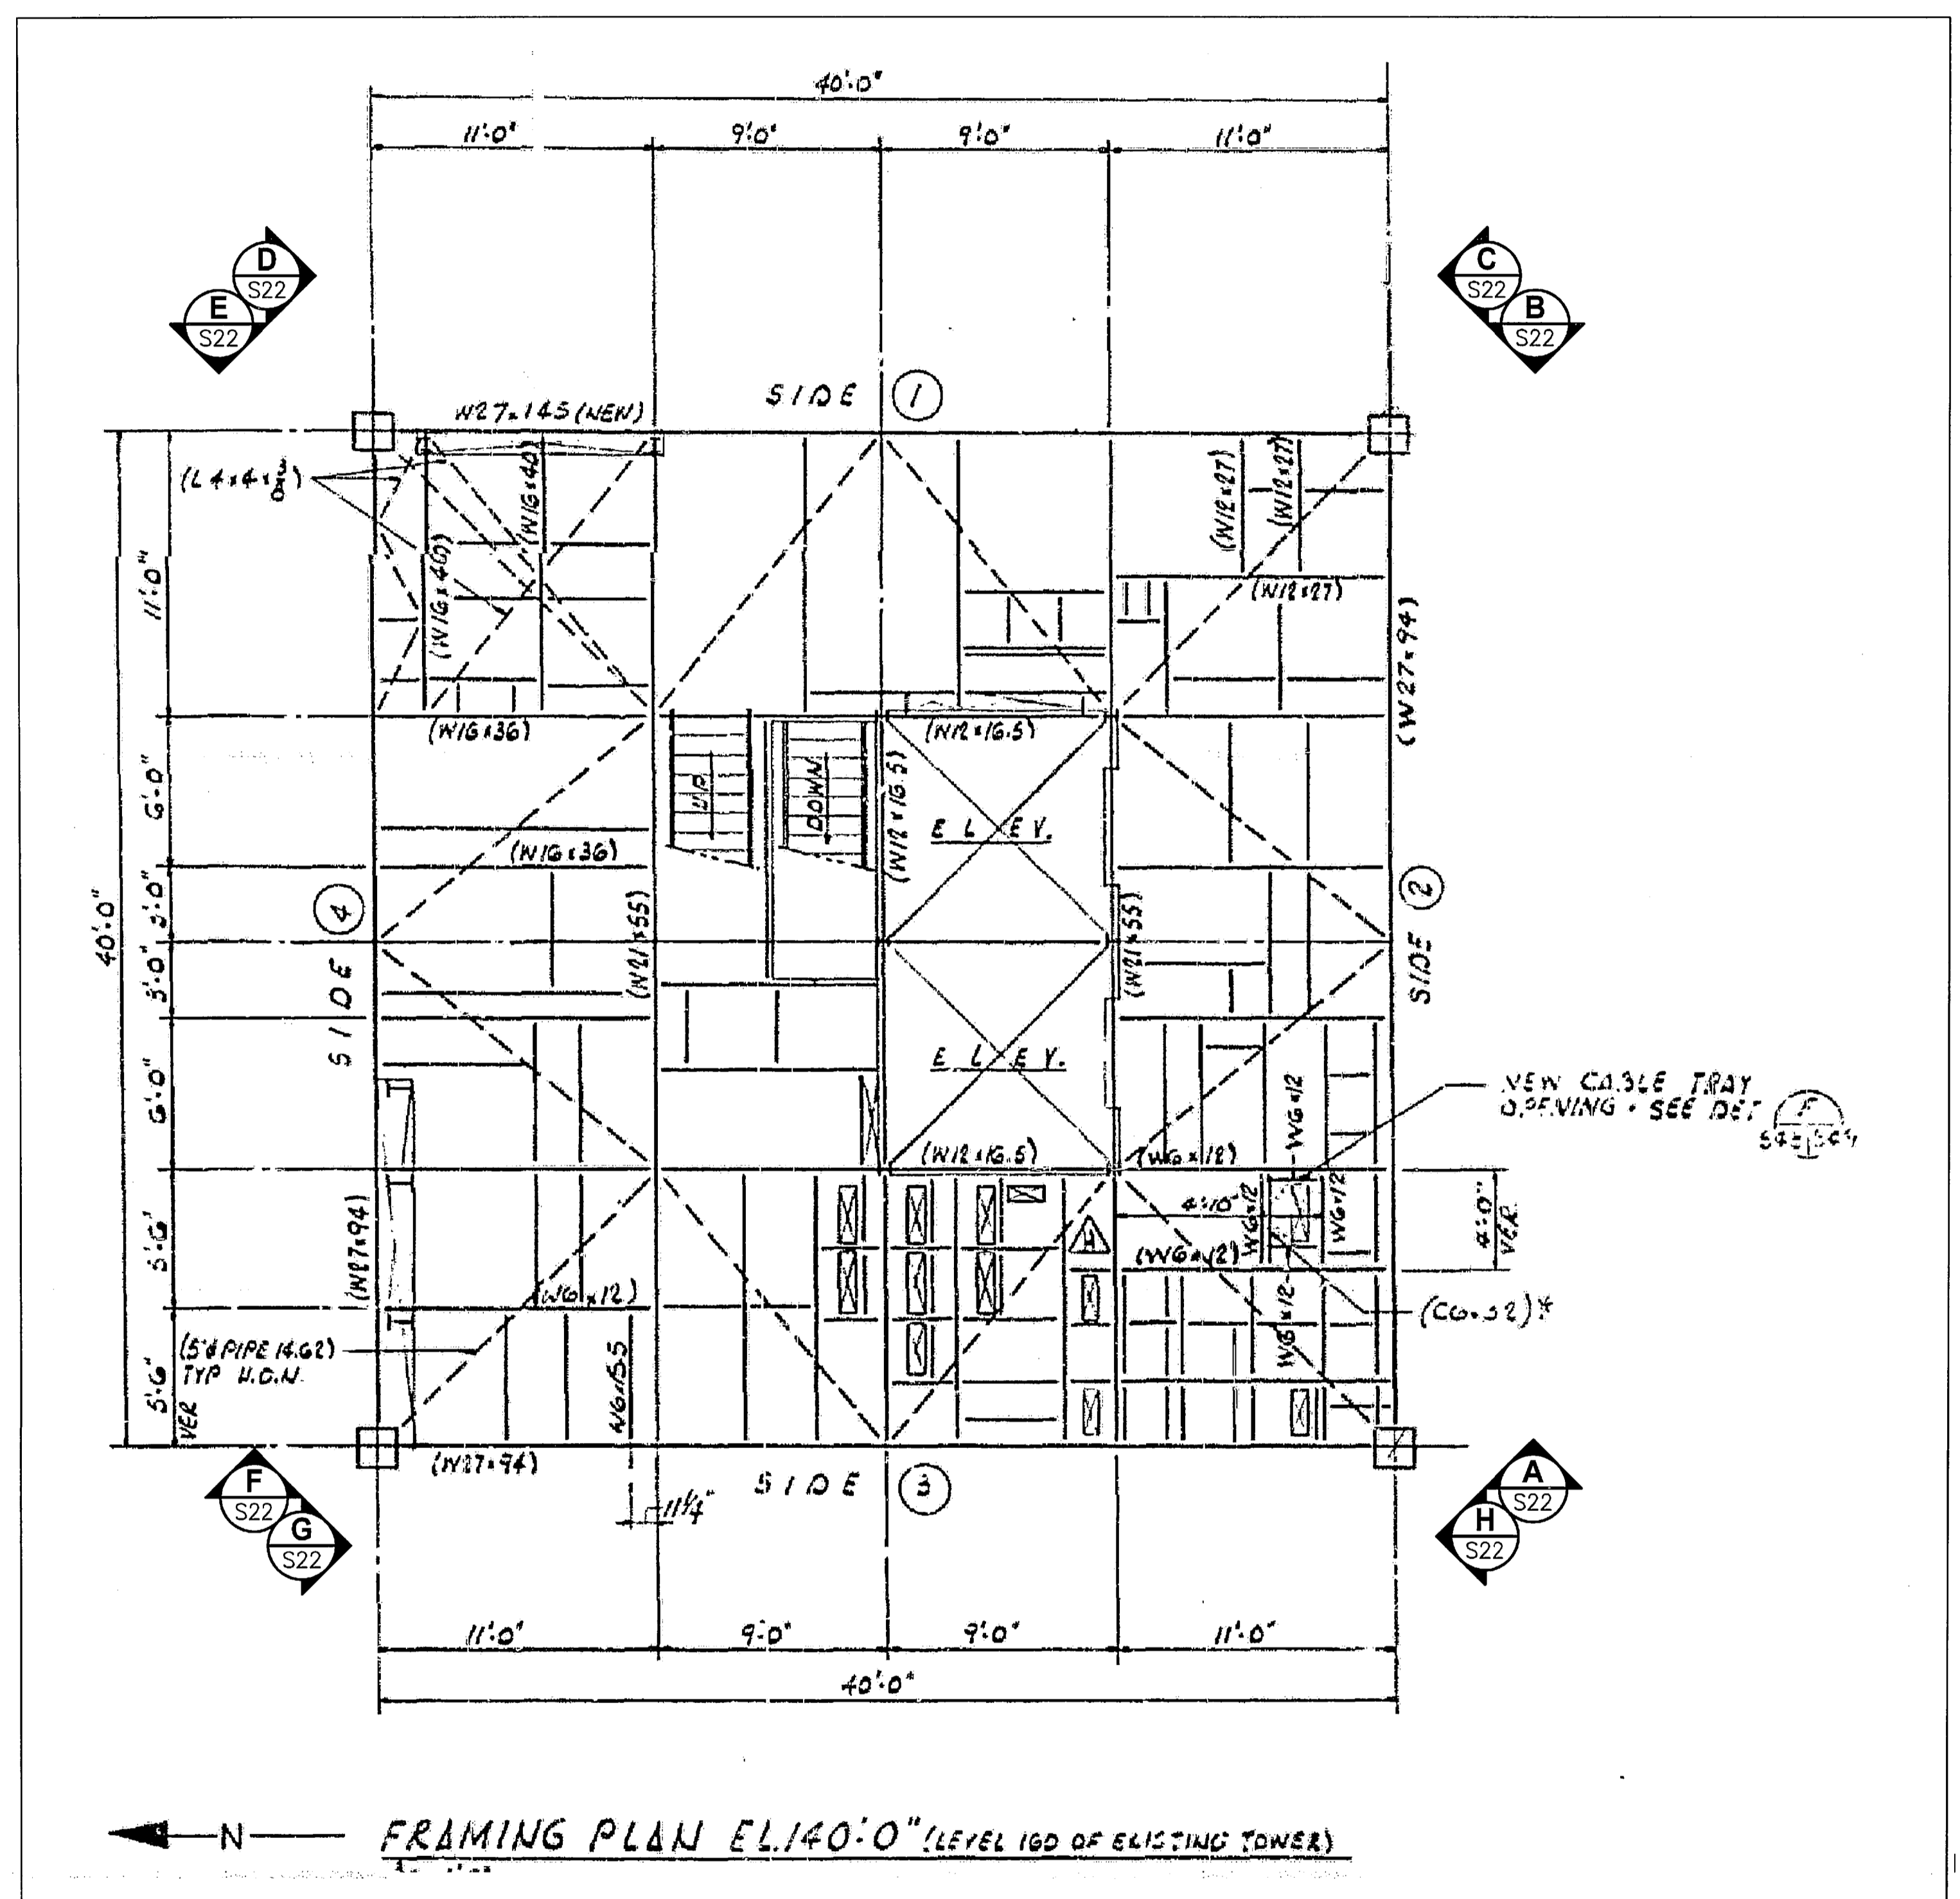 40'-0"
11'-0" 9'-0" 9'-0" 11'-0"
D
S22
E
S22
C
S22
B
S22
SIDE 1
W27x145 (NEW)
(L4x4x3/8)
(W16x40)
(W16x40)
(W12x27)
(W12x27)
(W12x27)
(W27x94)
11'-0"
(W16x36)
(W12x16.5)
UP
DOWN
(W12x16.5)
6'-0"
ELEV.
(W16x36)
40'-0"
3'-0"
SIDE 4
(W21x55)
(W21x55)
SIDE 2
3'-0"
6'-0"
ELEV.
W6x12
NEW CABLE TRAY
OPENING - SEE DET
F
(W12x16.5)
(W6x12)
4'-10"
W6x12
W6x12
4'-0"
VER.
(W27x94)
H
(W6x12)
(W6x12)
W6x12
5'-6"
(5"ø PIPE 14.62)
TYP U.O.N.
W6x15.5
5'-6"
VER
(W27x94)
SIDE 3
11 1/4"
F
S22
G
S22
A
S22
H
S22
11'-0" 9'-0" 9'-0" 11'-0"
40'-0"
N
FRAMING PLAN EL.140'-0" (LEVEL 160 OF EXISTING TOWER)